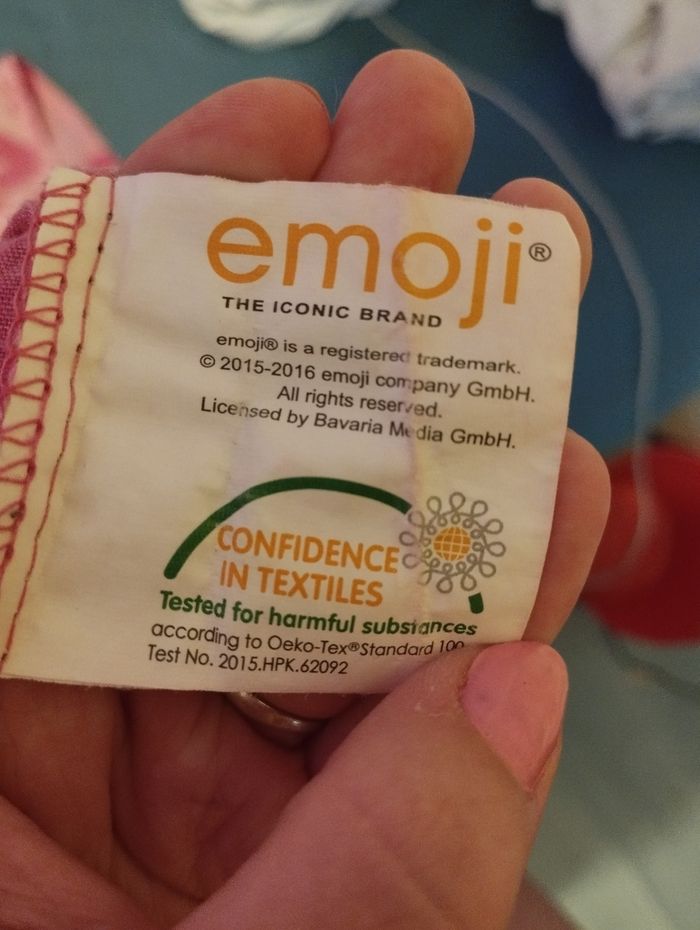 emoji®
THE ICONIC BRAND
emoji® is a registered trademark.
© 2015-2016 emoji company GmbH.
All rights reserved.
Licensed by Bavaria Media GmbH.
CONFIDENCE
IN TEXTILES
Tested for harmful substances
according to Oeko-Tex®Standard 100
Test No. 2015.HPK.62092